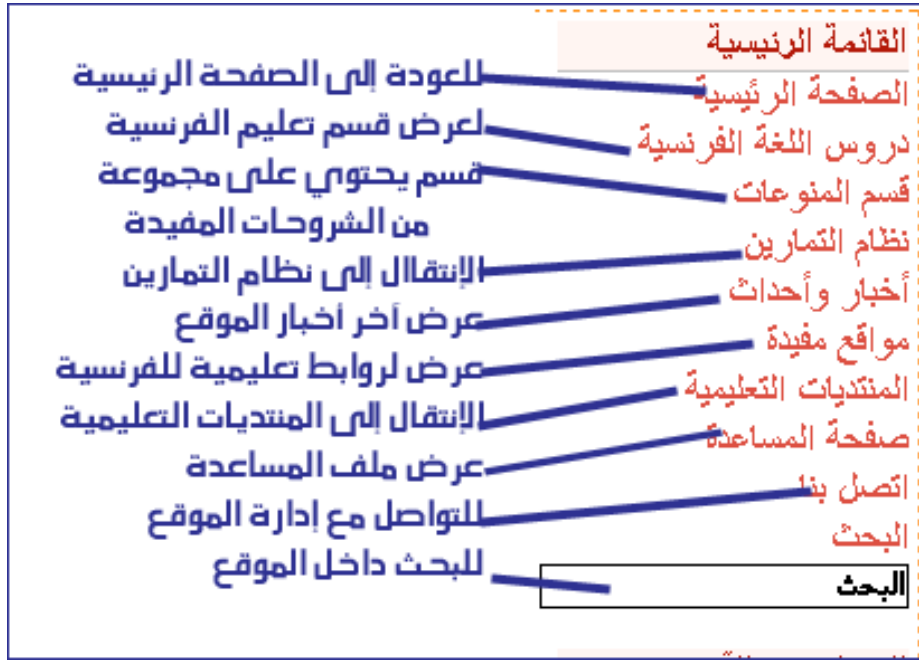 القائمة الرئيسية
الصفحة الرئيسية
للعودة إلى الصفحة الرئيسية
دروس اللغة الفرنسية
لعرض قسم تعليم الفرنسية
قسم المنوعات
قسم يحتوي على مجموعة
من الشروحات المفيدة
نظام التمارين
الإنتقاال إلى نظام التمارين
أخبار وأحداث
عرض آخر أخبار الموقع
مواقع مفيدة
عرض لروابط تعليمية للفرنسية
المنتديات التعليمية
الإنتقال إلى المنتديات التعليمية
صفحة المساعدة
عرض ملف المساعدة
اتصل بنا
للتواصل مع إدارة الموقع
البحث
للبحث داخل الموقع
البحث